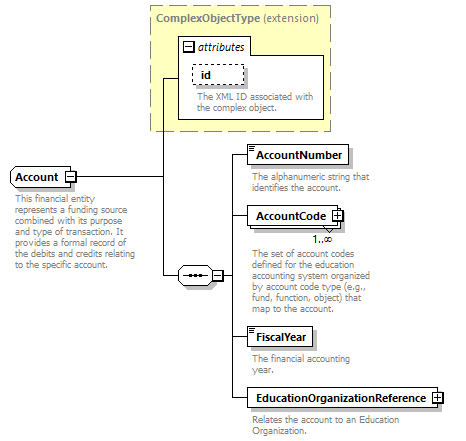 ComplexObjectType (extension)
attributes
id
The XML ID associated with
the complex object.
Account
This financial entity
represents a funding source
combined with its purpose
and type of transaction. It
provides a formal record of
the debits and credits relating
to the specific account.
AccountNumber
The alphanumeric string that
identifies the account.
AccountCode
1..∞
The set of account codes
defined for the education
accounting system organized
by account code type (e.g.,
fund, function, object) that
map to the account.
FiscalYear
The financial accounting
year.
EducationOrganizationReference
Relates the account to an Education
Organization.